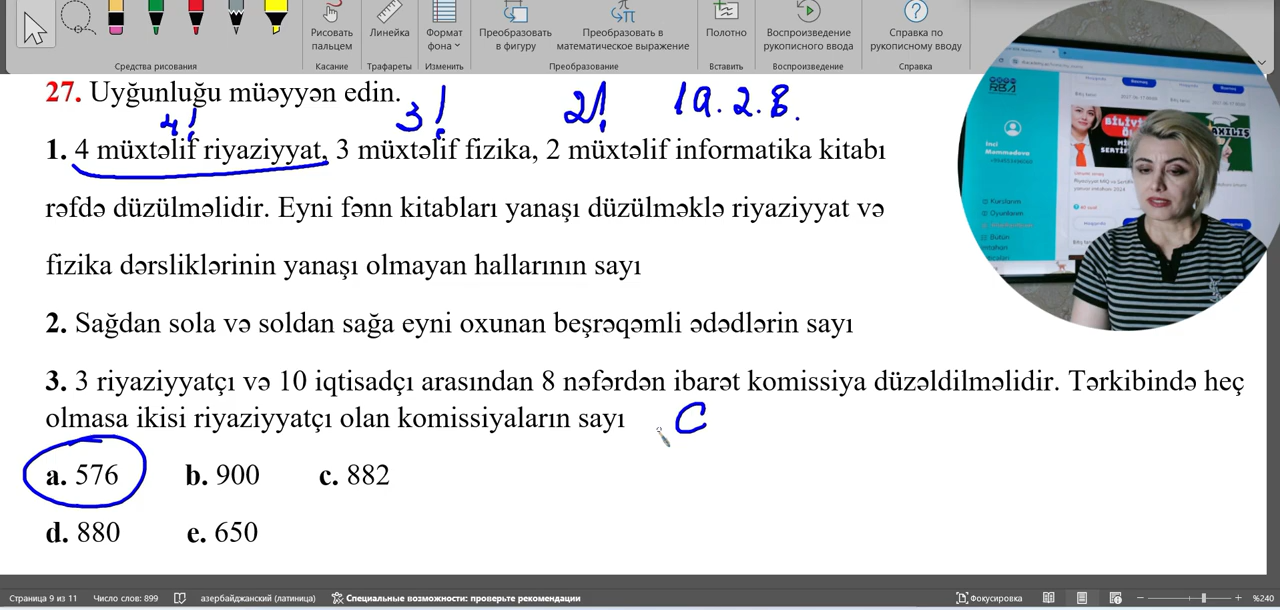 Рисовать пальцем
Линейка
Формат фона
Преобразовать в фигуру
Преобразовать в математическое выражение
Полотно
Воспроизведение рукописного ввода
Справка по рукописному вводу
Средства рисования
Касание
Трафареты
Изменить
Преобразование
Вставить
Воспроизведение
Справка
27. Uyğunluğu müəyyən edin.
4! 3! 2! 1a. 2. B.
1. 4 müxtəlif riyaziyyat, 3 müxtəlif fizika, 2 müxtəlif informatika kitabı
rəfdə düzülməlidir. Eyni fənn kitabları yanaşı düzülməklə riyaziyyat və
fizika dərsliklərinin yanaşı olmayan hallarının sayı
2. Sağdan sola və soldan sağa eyni oxunan beşrəqəmli ədədlərin sayı
3. 3 riyaziyyatçı və 10 iqtisadçı arasından 8 nəfərdən ibarət komissiya düzəldilməlidir. Tərkibində heç
olmasa ikisi riyaziyyatçı olan komissiyaların sayı C
a. 576 b. 900 c. 882
d. 880 e. 650
Страница 9 из 11 Число слов: 899 азербайджанский (латиница) Специальные возможности: проверьте рекомендации Фокусировка %240